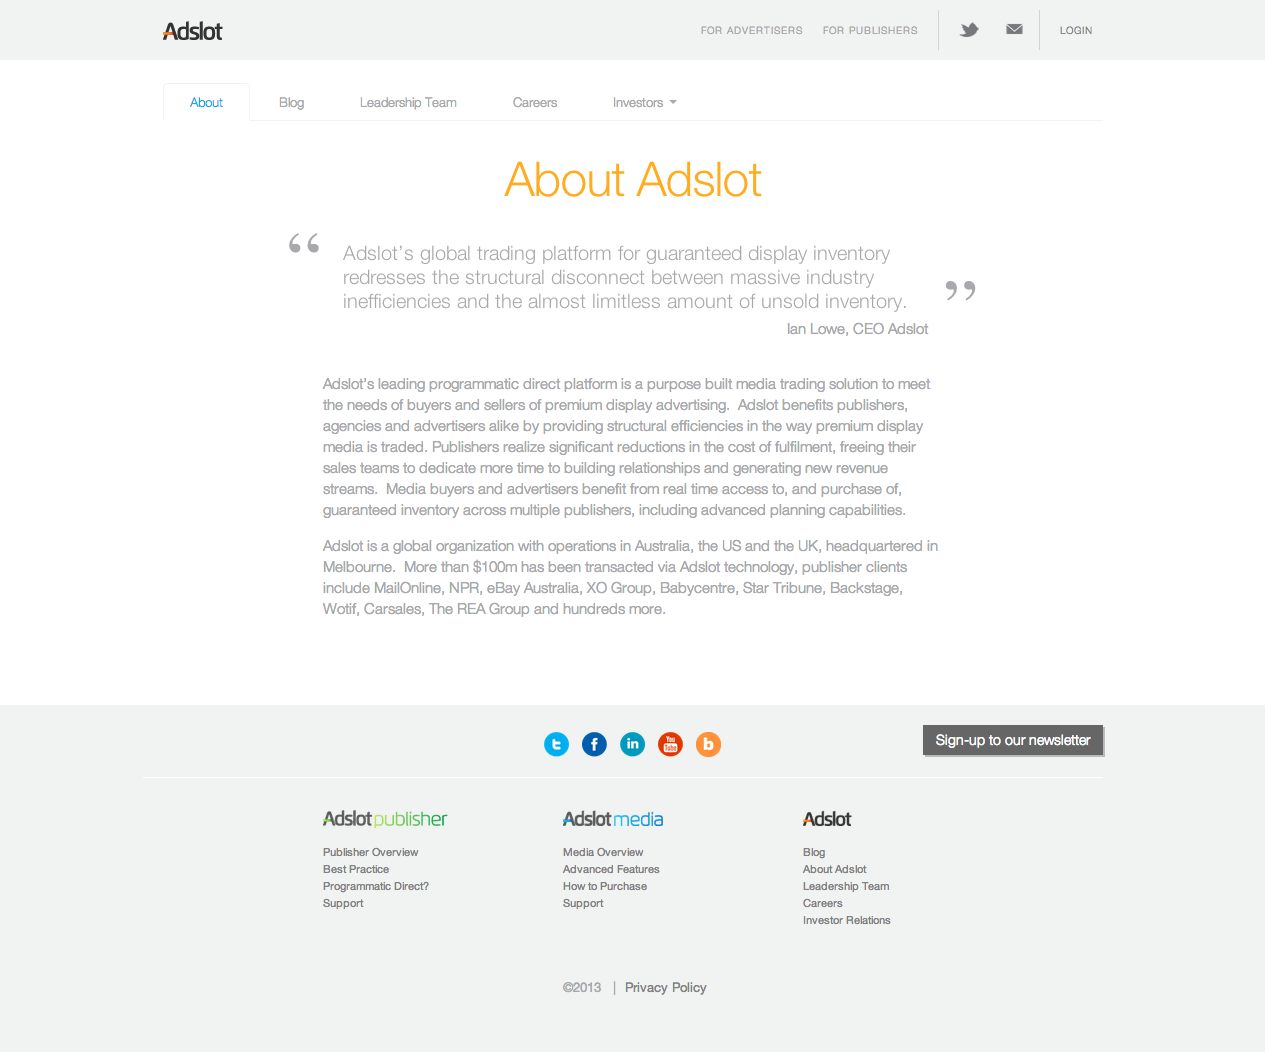 Adslot
FOR ADVERTISERS
FOR PUBLISHERS
LOGIN
About
Blog
Leadership Team
Careers
Investors
About Adslot
“ Adslot’s global trading platform for guaranteed display inventory
redresses the structural disconnect between massive industry
inefficiencies and the almost limitless amount of unsold inventory. ”
Ian Lowe, CEO Adslot
Adslot’s leading programmatic direct platform is a purpose built media trading solution to meet
the needs of buyers and sellers of premium display advertising.  Adslot benefits publishers,
agencies and advertisers alike by providing structural efficiencies in the way premium display
media is traded. Publishers realize significant reductions in the cost of fulfilment, freeing their
sales teams to dedicate more time to building relationships and generating new revenue
streams.  Media buyers and advertisers benefit from real time access to, and purchase of,
guaranteed inventory across multiple publishers, including advanced planning capabilities.
Adslot is a global organization with operations in Australia, the US and the UK, headquartered in
Melbourne.  More than $100m has been transacted via Adslot technology, publisher clients
include MailOnline, NPR, eBay Australia, XO Group, Babycentre, Star Tribune, Backstage,
Wotif, Carsales, The REA Group and hundreds more.
t
f
in
You
Tube
b
Sign-up to our newsletter
Adslot publisher
Publisher Overview
Best Practice
Programmatic Direct?
Support
Adslot media
Media Overview
Advanced Features
How to Purchase
Support
Adslot
Blog
About Adslot
Leadership Team
Careers
Investor Relations
©2013 | Privacy Policy